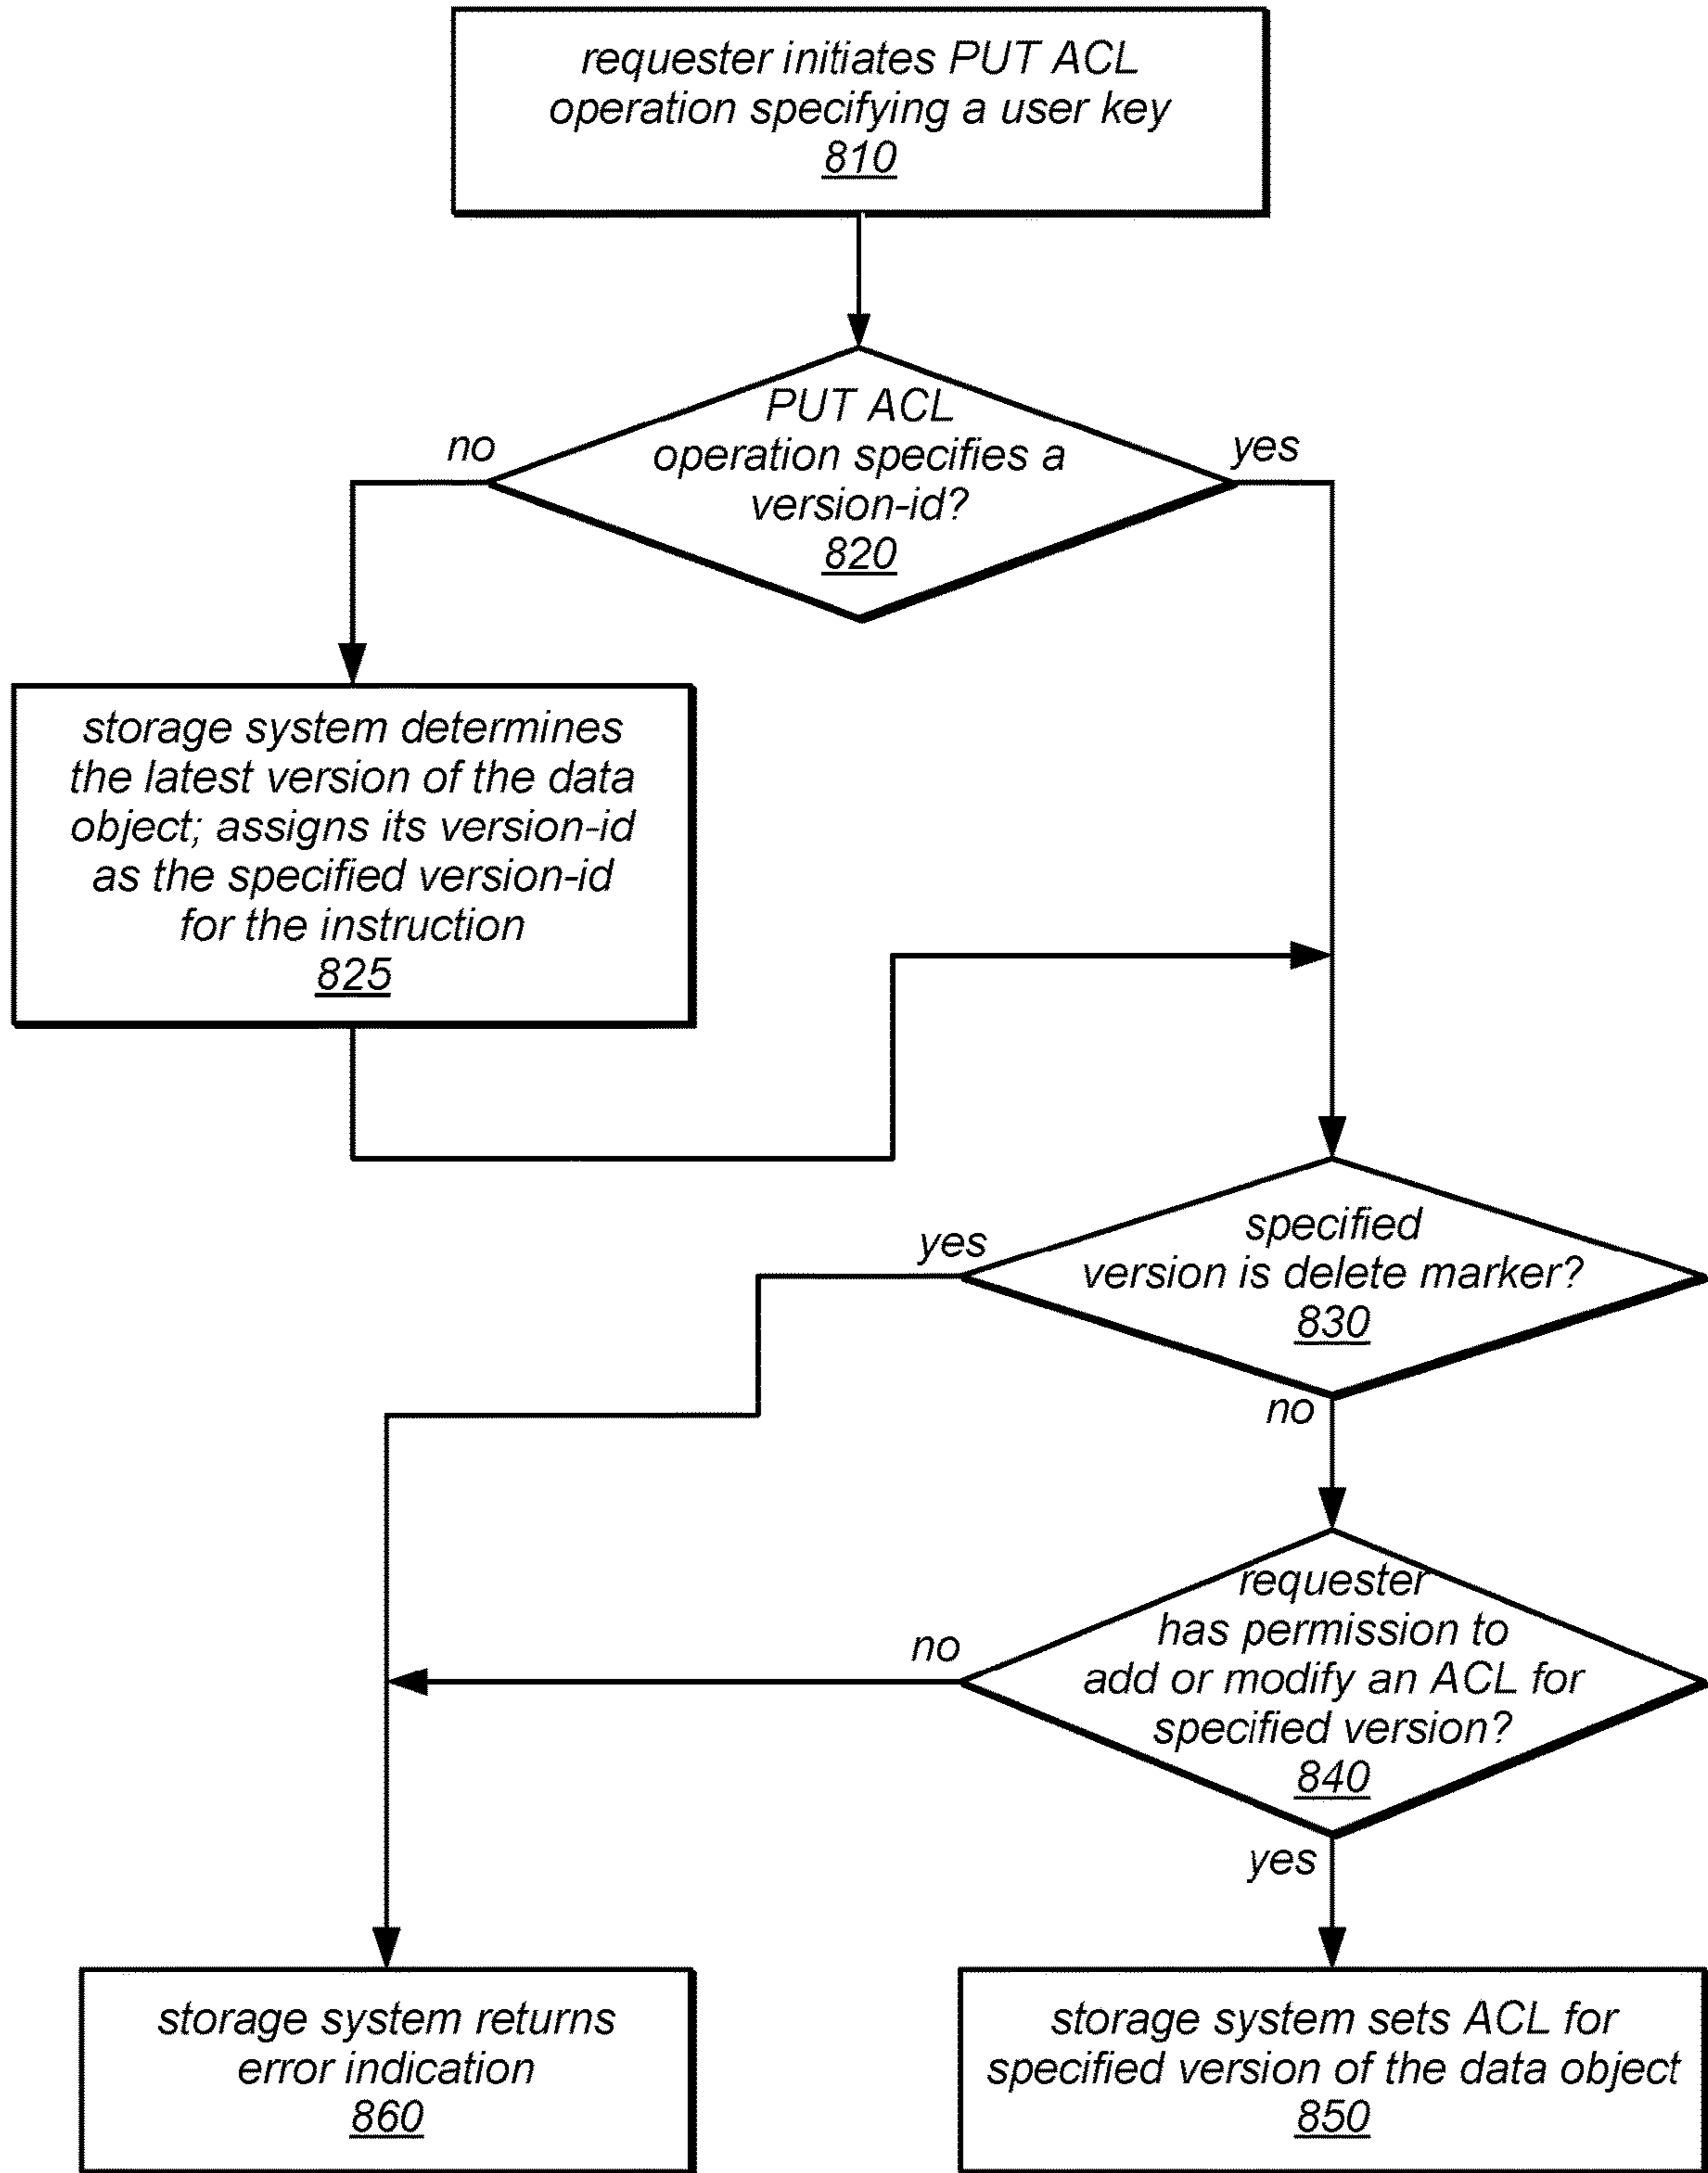 requester initiates PUT ACL
operation specifying a user key
810
PUT ACL
operation specifies a
version-id?
820
no
yes
storage system determines
the latest version of the data
object; assigns its version-id
as the specified version-id
for the instruction
825
specified
version is delete marker?
830
yes
no
requester
has permission to
add or modify an ACL for
specified version?
840
no
yes
storage system returns
error indication
860
storage system sets ACL for
specified version of the data object
850